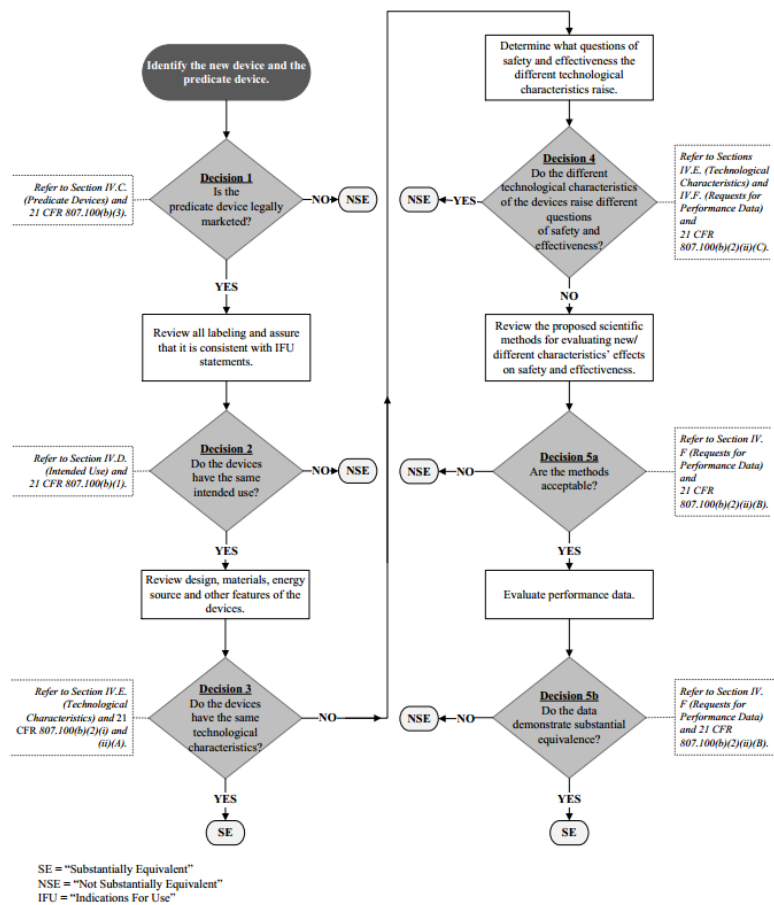 Identify the new device and the
predicate device.
Refer to Section IV.C.
(Predicate Devices) and
21 CFR 807.100(b)(3).
Decision 1
Is the
predicate device legally
marketed?
NO
NSE
YES
Review all labeling and assure
that it is consistent with IFU
statements.
Refer to Section IV.D.
(Intended Use) and
21 CFR 807.100(b)(1).
Decision 2
Do the devices
have the same
intended use?
NO
NSE
YES
Review design, materials, energy
source and other features of the
devices.
Refer to Section IV.E.
(Technological
Characteristics) and 21
CFR 807.100(b)(2)(i) and
(ii)(A).
Decision 3
Do the devices
have the same
technological
characteristics?
NO
YES
SE
Determine what questions of
safety and effectiveness the
different technological
characteristics raise.
Decision 4
Do the different
technological characteristics
of the devices raise different
questions
of safety and
effectiveness?
YES
NSE
Refer to Sections
IV.E. (Technological
Characteristics) and
IV.F. (Requests for
Performance Data)
and
21 CFR
807.100(b)(2)(ii)(C).
NO
Review the proposed scientific
methods for evaluating new/
different characteristics’ effects
on safety and effectiveness.
Decision 5a
Are the methods
acceptable?
NO
NSE
Refer to Section IV.
F (Requests for
Performance Data)
and
21 CFR
807.100(b)(2)(ii)(B).
YES
Evaluate performance data.
Decision 5b
Do the data
demonstrate substantial
equivalence?
NO
NSE
Refer to Section IV.
F (Requests for
Performance Data)
and 21 CFR
807.100(b)(2)(ii)(B).
YES
SE
SE = “Substantially Equivalent”
NSE = “Not Substantially Equivalent”
IFU = “Indications For Use”